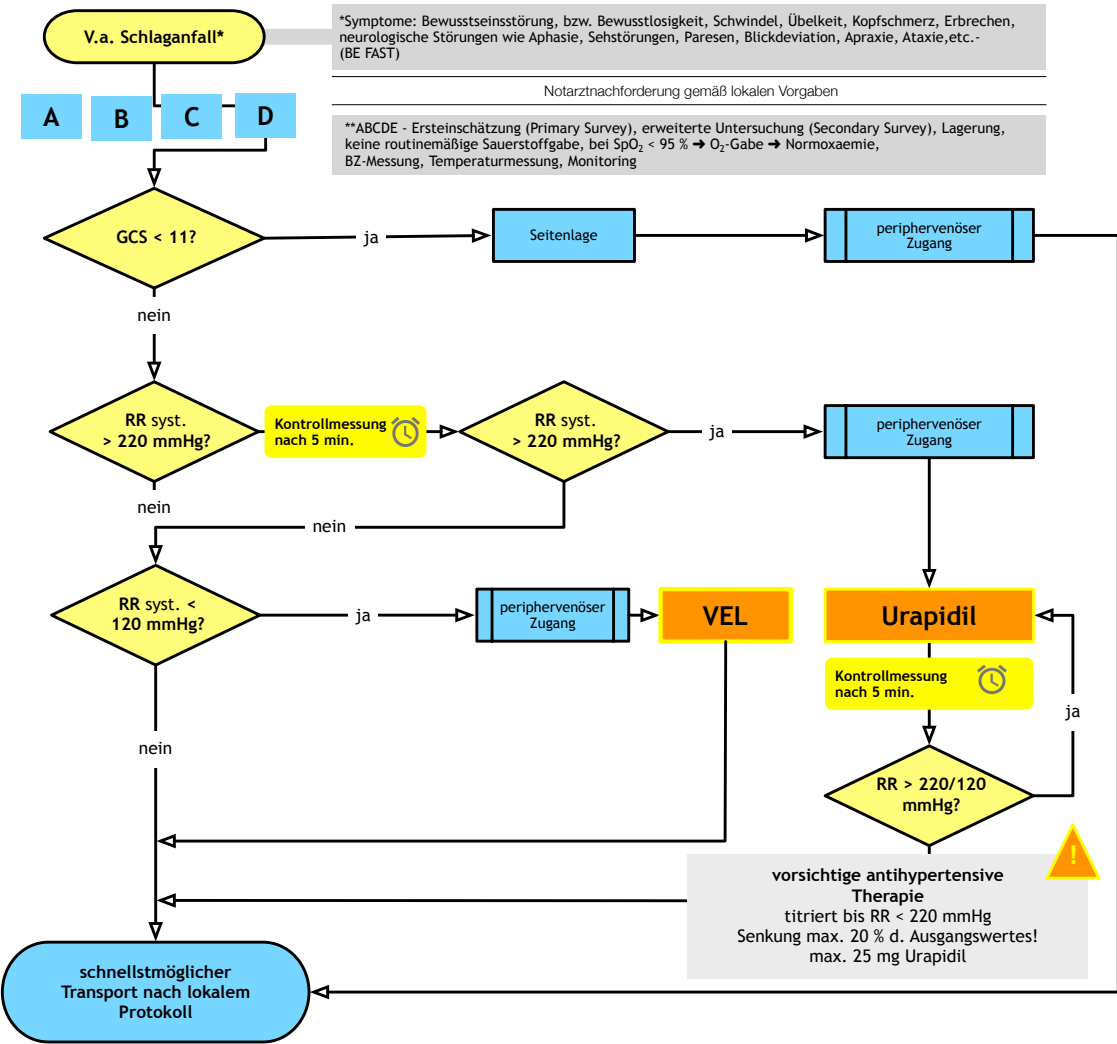 V.a. Schlaganfall*
*Symptome: Bewusstseinsstörung, bzw. Bewusstlosigkeit, Schwindel, Übelkeit, Kopfschmerz, Erbrechen,
neurologische Störungen wie Aphasie, Sehstörungen, Paresen, Blickdeviation, Apraxie, Ataxie,etc.-
(BE FAST)
Notarztnachforderung gemäß lokalen Vorgaben
A B C D
**ABCDE - Ersteinschätzung (Primary Survey), erweiterte Untersuchung (Secondary Survey), Lagerung,
keine routinemäßige Sauerstoffgabe, bei SpO₂ < 95 % ➜ O₂-Gabe ➜ Normoxaemie,
BZ-Messung, Temperaturmessung, Monitoring
GCS < 11?
ja
Seitenlage
periphervenöser
Zugang
nein
RR syst.
> 220 mmHg?
Kontrollmessung
nach 5 min.
RR syst.
> 220 mmHg?
ja
periphervenöser
Zugang
nein
nein
RR syst. <
120 mmHg?
ja
periphervenöser
Zugang
VEL
Urapidil
Kontrollmessung
nach 5 min.
ja
nein
RR > 220/120
mmHg?
!
vorsichtige antihypertensive
Therapie
titriert bis RR < 220 mmHg
Senkung max. 20 % d. Ausgangswertes!
max. 25 mg Urapidil
schnellstmöglicher
Transport nach lokalem
Protokoll